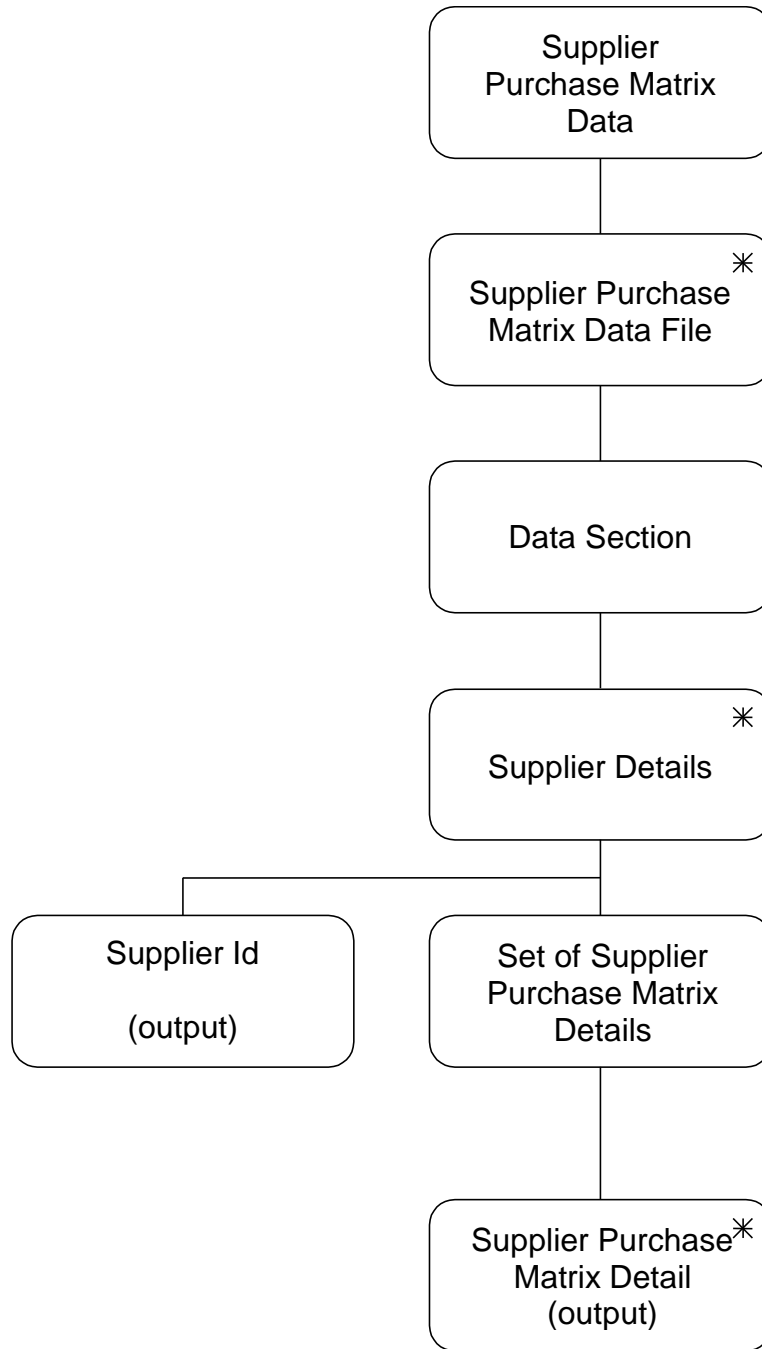 Supplier
Purchase Matrix
Data
Supplier Purchase
Matrix Data File
Data Section
Supplier Details
Supplier Id
(output)
Set of Supplier
Purchase Matrix
Details
Supplier Purchase
Matrix Detail
(output)